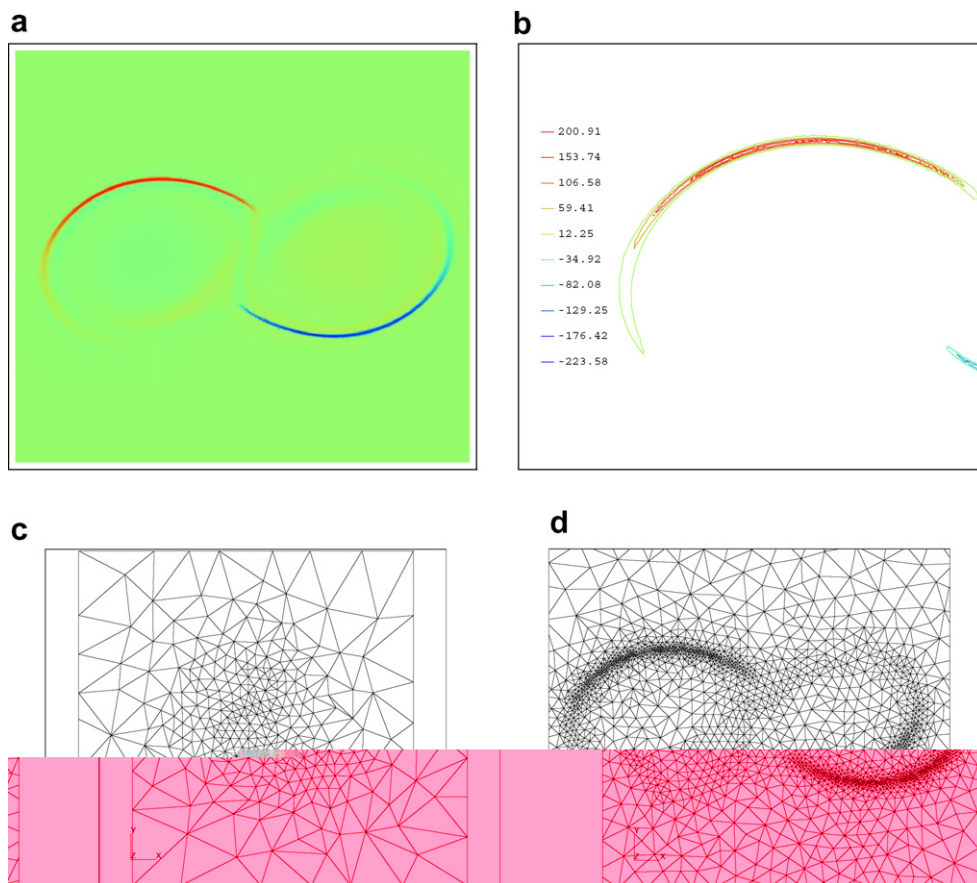 a
b
200.91
153.74
106.58
59.41
12.25
-34.92
-82.08
-129.25
-176.42
-223.58
c
d
Y
Z X
Y
Z X